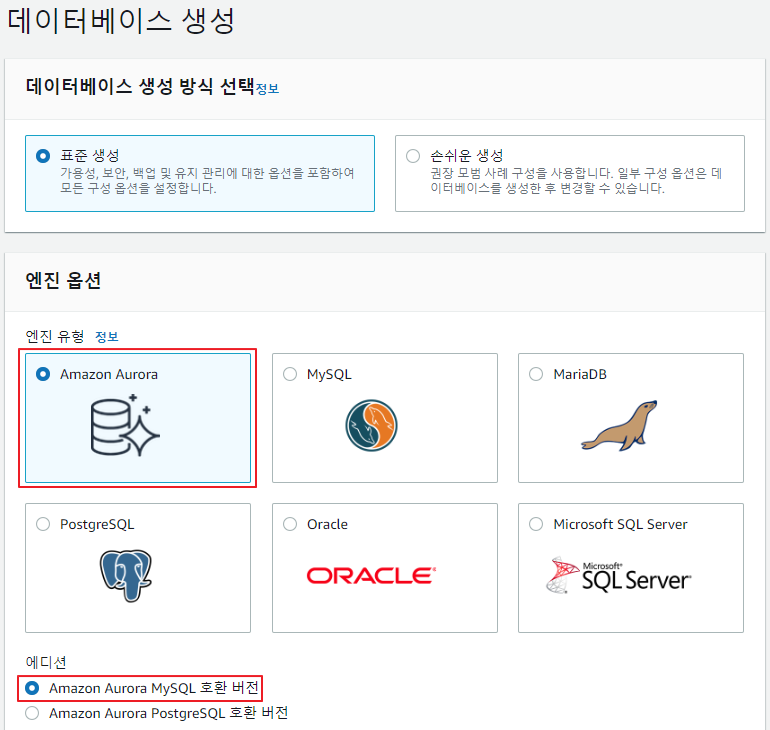 데이터베이스 생성
데이터베이스 생성 방식 선택정보
표준 생성
가용성, 보안, 백업 및 유지 관리에 대한 옵션을 포함하여
모든 구성 옵션을 설정합니다.
손쉬운 생성
권장 모범 사례 구성을 사용합니다. 일부 구성 옵션은 데
이터베이스를 생성한 후 변경할 수 있습니다.
엔진 옵션
엔진 유형 정보
Amazon Aurora
MySQL
MariaDB
PostgreSQL
Oracle
ORACLE®
Microsoft SQL Server
Microsoft®
SQL Server®
에디션
Amazon Aurora MySQL 호환 버전
Amazon Aurora PostgreSQL 호환 버전